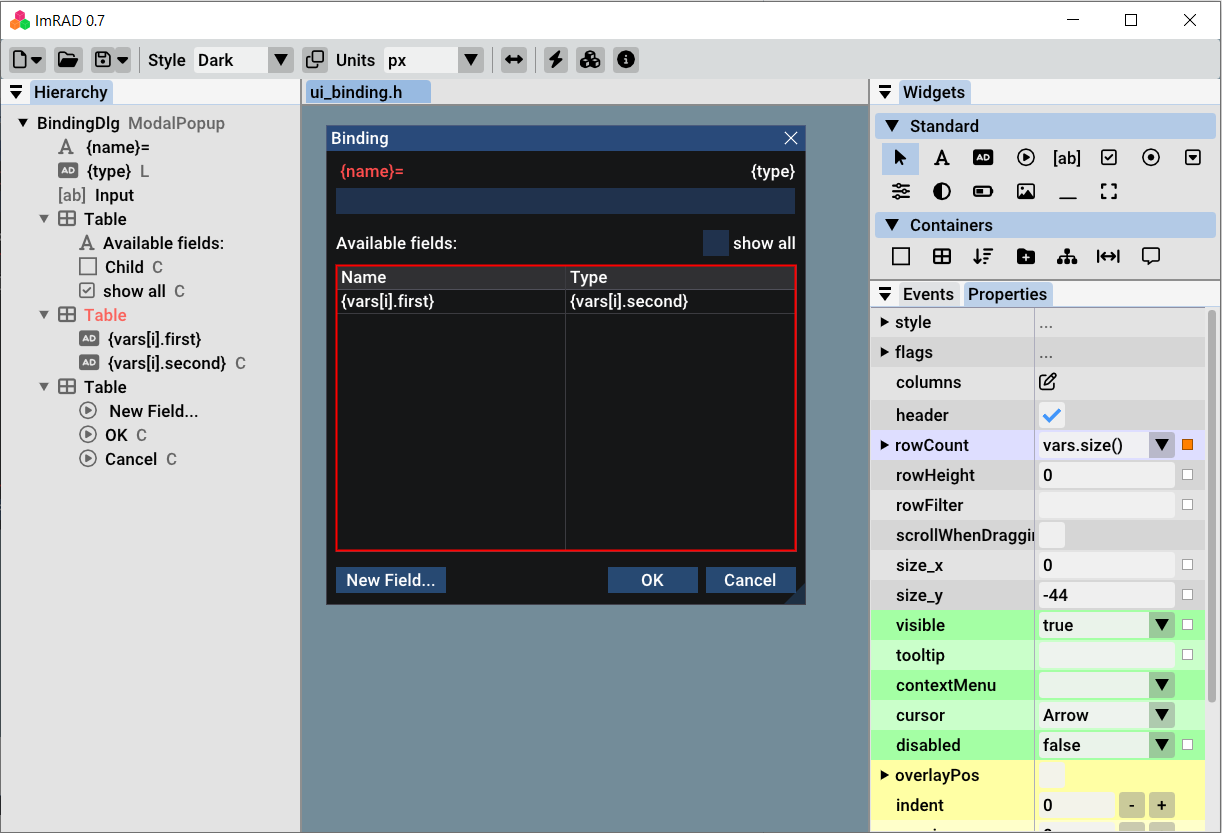 ImRAD 0.7
Style Dark Units px
Hierarchy
BindingDlg ModalPopup
{name}=
AD {type} L
[ab] Input
Table
A Available fields:
Child C
show all C
Table
AD {vars[i].first}
AD {vars[i].second} C
Table
New Field...
OK C
Cancel C
ui_binding.h
Binding
{name}= {type}
Available fields: show all
Name Type
{vars[i].first} {vars[i].second}
New Field... OK Cancel
Widgets
Standard
A AD [ab]
Containers
Events Properties
style ...
flags ...
columns
header
rowCount vars.size()
rowHeight 0
rowFilter
scrollWhenDraggi
size_x 0
size_y -44
visible true
tooltip
contextMenu
cursor Arrow
disabled false
overlayPos
indent 0 - +